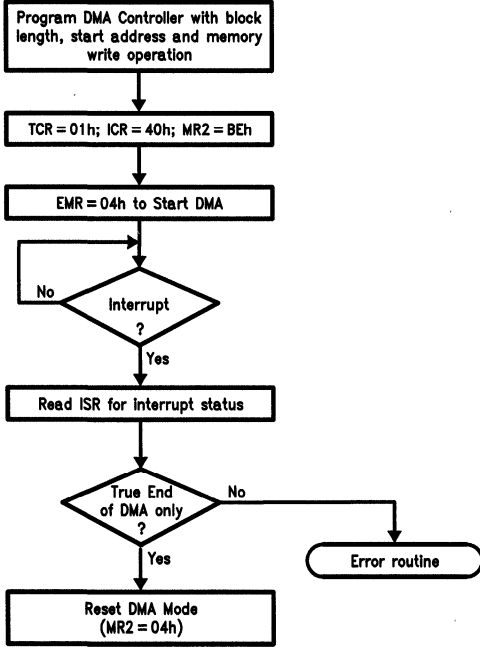 Program DMA Controller with block
length, start address and memory
write operation
TCR = 01h; ICR = 40h; MR2 = BEh
EMR = 04h to Start DMA
No
Interrupt
?
Yes
Read ISR for interrupt status
True End
of DMA only
?
No
Yes
Error routine
Reset DMA Mode
(MR2 = 04h)